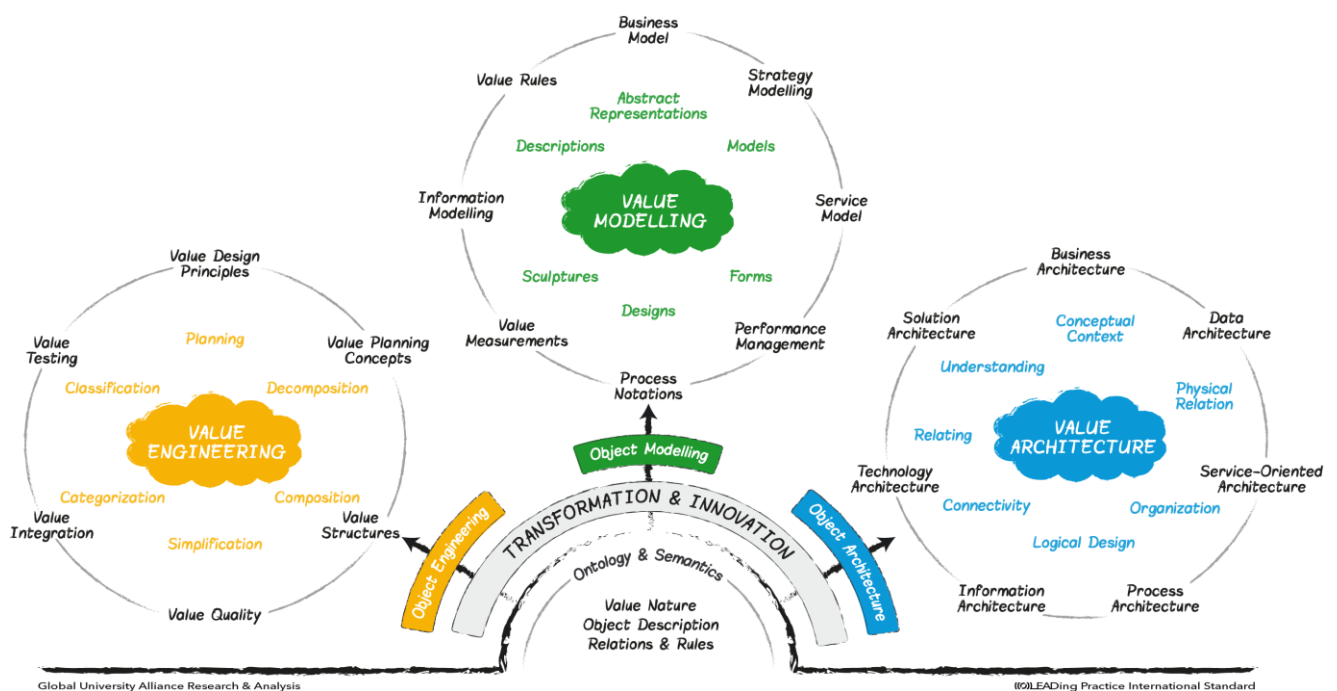 Business
Model
Value Rules
Strategy
Modelling
Abstract
Representations
Descriptions
Models
Information
Modelling
VALUE
MODELLING
Service
Model
Sculptures
Forms
Designs
Value
Measurements
Performance
Management
Process
Notations
Value Design
Principles
Value
Testing
Planning
Value Planning
Concepts
Classification
Decomposition
VALUE
ENGINEERING
Categorization
Composition
Value
Integration
Value
Structures
Simplification
Value Quality
Business
Architecture
Solution
Architecture
Conceptual
Context
Data
Architecture
Understanding
Physical
Relation
Relating
VALUE
ARCHITECTURE
Technology
Architecture
Service-Oriented
Architecture
Connectivity
Organization
Logical Design
Information
Architecture
Process
Architecture
Object Modelling
Object Engineering
TRANSFORMATION & INNOVATION
Object Architecture
Ontology & Semantics
Value Nature
Object Description
Relations & Rules
Global University Alliance Research & Analysis
LEADing Practice International Standard